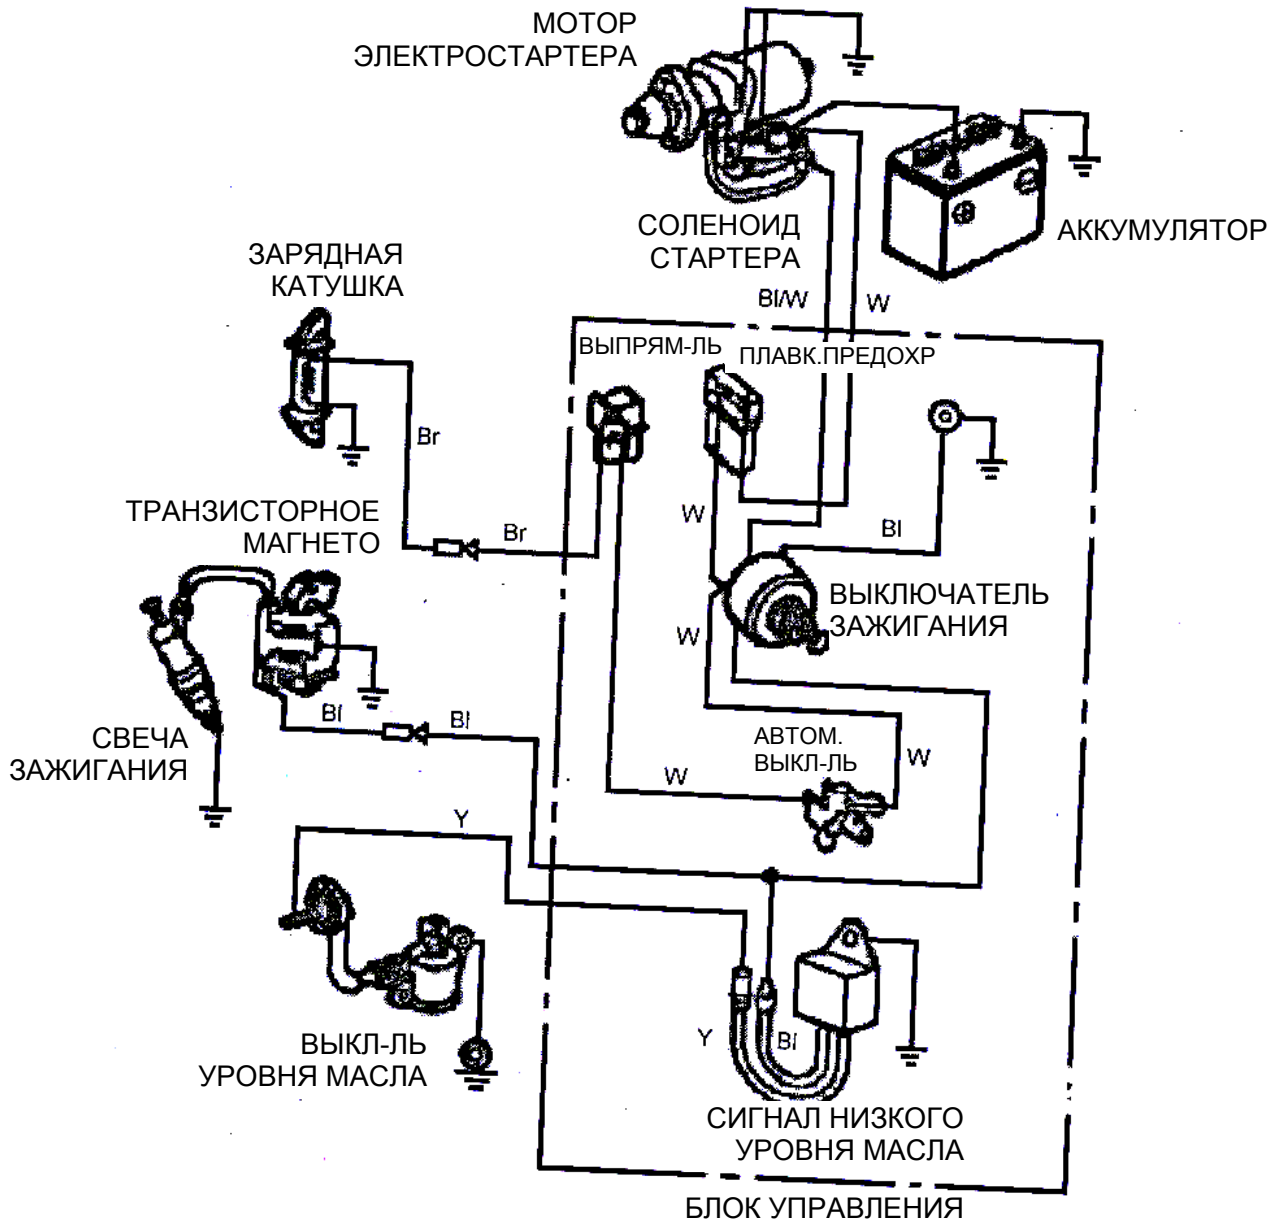 МОТОР
ЭЛЕКТРОСТАРТЕРА
СОЛЕНОИД
СТАРТЕРА
АККУМУЛЯТОР
ЗАРЯДНАЯ
КАТУШКА
Bl/W
W
ВЫПРЯМ-ЛЬ
ПЛАВК.ПРЕДОХР
Br
ТРАНЗИСТОРНОЕ
МАГНЕТО
Br
W
Bl
ВЫКЛЮЧАТЕЛЬ
ЗАЖИГАНИЯ
W
Bl
Bl
СВЕЧА
ЗАЖИГАНИЯ
АВТОМ.
ВЫКЛ-ЛЬ
W
W
Y
ВЫКЛ-ЛЬ
УРОВНЯ МАСЛА
Y
Bl
СИГНАЛ НИЗКОГО
УРОВНЯ МАСЛА
БЛОК УПРАВЛЕНИЯ